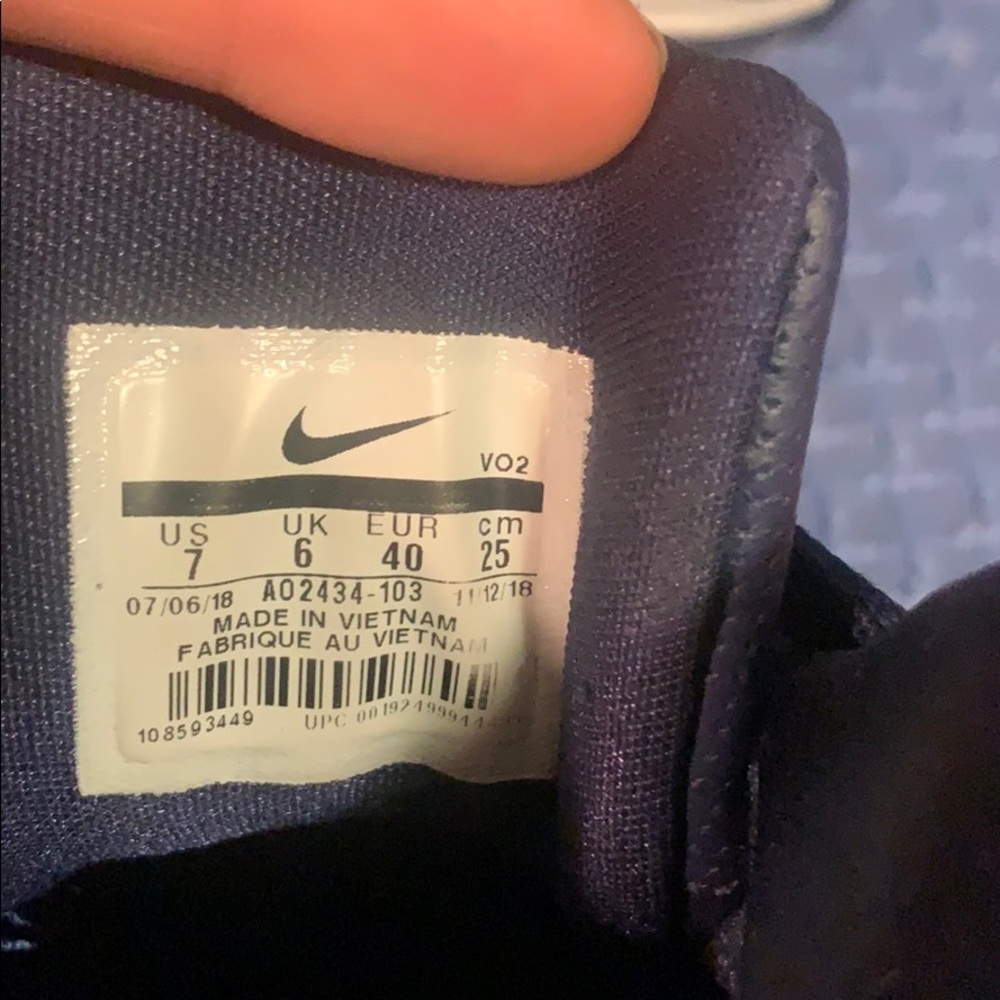 VO2
US UK EUR cm
7 6 40 25
07/06/18 AO2434-103 11/12/18
MADE IN VIETNAM
FABRIQUE AU VIETNAM
108593449 UPC